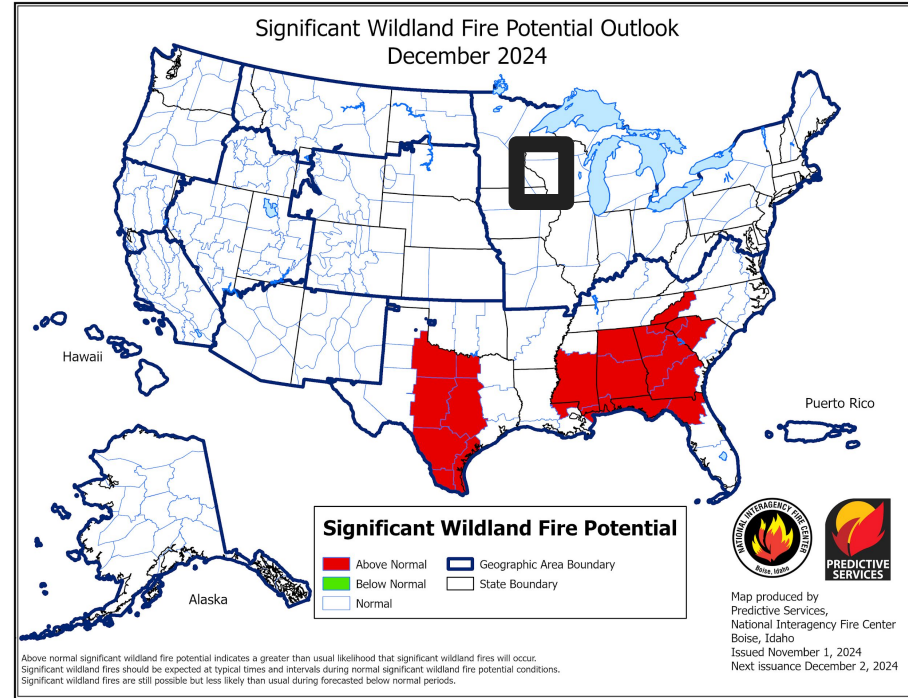 Significant Wildland Fire Potential Outlook
December 2024
Hawaii
Puerto Rico
Alaska
Significant Wildland Fire Potential
Above Normal
Below Normal
Normal
Geographic Area Boundary
State Boundary
NATIONAL INTERAGENCY FIRE CENTER
Boise, Idaho
PREDICTIVE
SERVICES
Map produced by
Predictive Services,
National Interagency Fire Center
Boise, Idaho
Issued November 1, 2024
Next issuance December 2, 2024
Above normal significant wildland fire potential indicates a greater than usual likelihood that significant wildland fires will occur.
Significant wildland fires should be expected at typical times and intervals during normal significant wildland fire potential conditions.
Significant wildland fires are still possible but less likely than usual during forecasted below normal periods.